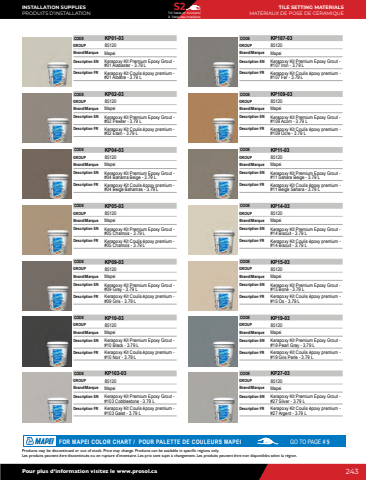 INSTALLATION SUPPLIES
PRODUITS D'INSTALLATION
S2
TILE SETTING MATERIALS
MATÉRIAUX DE POSE DE CÉRAMIQUE
CODE KP01-03
GROUP 85120
Brand/Marque Mapei
Description EN Kerapoxy Kit Premium Epoxy Grout -
#01 Alabaster - 3.79 L
Description FR Kerapoxy Kit Coulis époxy premium -
#01 Albâtre - 3.79 L
CODE KP02-03
GROUP 85120
Brand/Marque Mapei
Description EN Kerapoxy Kit Premium Epoxy Grout -
#02 Pewter - 3.79 L
Description FR Kerapoxy Kit Coulis époxy premium -
#02 Étain - 3.79 L
CODE KP04-03
GROUP 85120
Brand/Marque Mapei
Description EN Kerapoxy Kit Premium Epoxy Grout -
#04 Bahama Beige - 3.79 L
Description FR Kerapoxy Kit Coulis époxy premium -
#04 Beige Bahamas - 3.79 L
CODE KP05-03
GROUP 85120
Brand/Marque Mapei
Description EN Kerapoxy Kit Premium Epoxy Grout -
#05 Chamois - 3.79 L
Description FR Kerapoxy Kit Coulis époxy premium -
#05 Chamois - 3.79 L
CODE KP09-03
GROUP 85120
Brand/Marque Mapei
Description EN Kerapoxy Kit Premium Epoxy Grout -
#09 Gray - 3.79 L
Description FR Kerapoxy Kit Coulis époxy premium -
#09 Gris - 3.79 L
CODE KP10-03
GROUP 85120
Brand/Marque Mapei
Description EN Kerapoxy Kit Premium Epoxy Grout -
#10 Black - 3.79 L
Description FR Kerapoxy Kit Coulis époxy premium -
#10 Noir - 3.79 L
CODE KP103-03
GROUP 85120
Brand/Marque Mapei
Description EN Kerapoxy Kit Premium Epoxy Grout -
#103 Cobblestone - 3.79 L
Description FR Kerapoxy Kit Coulis époxy premium -
#103 Galet - 3.79 L
CODE KP107-03
GROUP 85120
Brand/Marque Mapei
Description EN Kerapoxy Kit Premium Epoxy Grout -
#107 Iron - 3.79 L
Description FR Kerapoxy Kit Coulis époxy premium -
#107 Fer - 3.79 L
CODE KP109-03
GROUP 85120
Brand/Marque Mapei
Description EN Kerapoxy Kit Premium Epoxy Grout -
#109 Acorn - 3.79 L
Description FR Kerapoxy Kit Coulis époxy premium -
#109 Ocre - 3.79 L
CODE KP11-03
GROUP 85120
Brand/Marque Mapei
Description EN Kerapoxy Kit Premium Epoxy Grout -
#11 Sahara Beige - 3.79 L
Description FR Kerapoxy Kit Coulis époxy premium -
#11 Beige Sahara - 3.79 L
CODE KP14-03
GROUP 85120
Brand/Marque Mapei
Description EN Kerapoxy Kit Premium Epoxy Grout -
#14 Biscuit - 3.79 L
Description FR Kerapoxy Kit Coulis époxy premium -
#14 Biscuit - 3.79 L
CODE KP15-03
GROUP 85120
Brand/Marque Mapei
Description EN Kerapoxy Kit Premium Epoxy Grout -
#15 Bone - 3.79 L
Description FR Kerapoxy Kit Coulis époxy premium -
#15 Os - 3.79 L
CODE KP19-03
GROUP 85120
Brand/Marque Mapei
Description EN Kerapoxy Kit Premium Epoxy Grout -
#19 Pearl Gray - 3.79 L
Description FR Kerapoxy Kit Coulis époxy premium -
#19 Gris Perle - 3.79 L
CODE KP27-03
GROUP 85120
Brand/Marque Mapei
Description EN Kerapoxy Kit Premium Epoxy Grout -
#27 Silver - 3.79 L
Description FR Kerapoxy Kit Coulis époxy premium -
#27 Argent - 3.79 L
MAPEI FOR MAPEI COLOR CHART / POUR PALETTE DE COULEURS MAPEI GO TO PAGE # 5
Products may be discontinued or out of stock. Price may change. Products can be available in specific regions only.
Les produits peuvent être discontinués ou en rupture d'inventaire. Les prix sont sujet à changement. Les produits peuvent être non disponibles selon la région.
Pour plus d'information visitez le www.prosol.ca
243